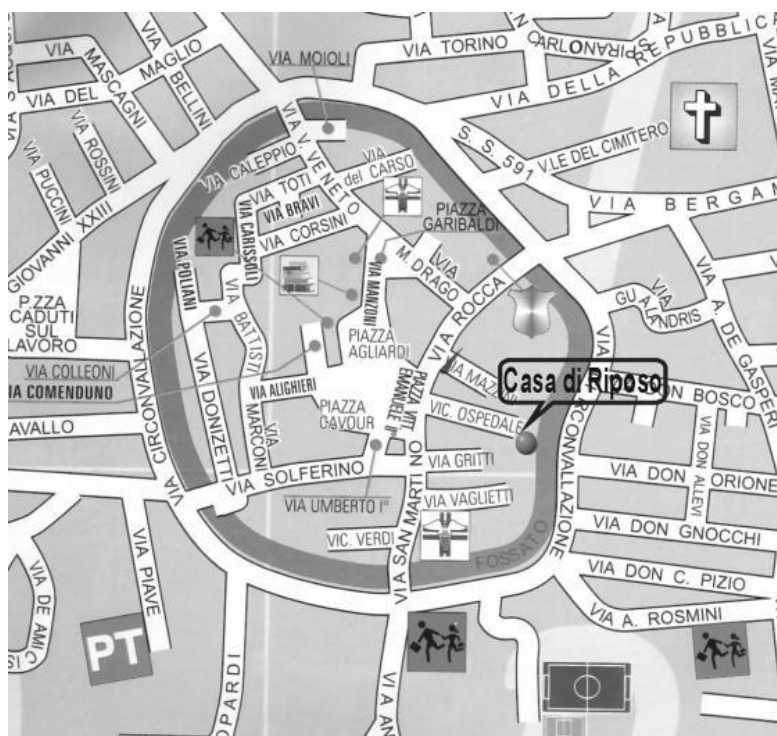 VIA MASCAGNI
VIA BELLINI
VIA DEL MAGLIO
VIA ROSSINI
VIA PUCCINI
GIOVANNI XXIII
VIA MOIOLI
VIA TORINO
VIA DELLA REPUBBLICA
S. S. 591
V.LE DEL CIMITERO
VIA BERGAM
VIA V. VENETO
VIA CALEPPIO
VIA del CARSO
VIA TOTI
VIA BRAVI
VIA CORSINI
VIA CARISSOLI
PIAZZA
GARIBALDI
VIA MANZONI
VIA
M. DRAGO
VIA ROCCA
VIA
GUALANDRIS
VIA A. DE GASPERI
VIA POLIANI
P.ZZA
CADUTI
SUL
LAVORO
VIA COLLEONI
VIA COMENDUNO
VIA BATTISTI
VIA DONIZETTI
VIA CIRCONVALLAZIONE
PIAZZA
AGLIARDI
VIA ALIGHIERI
PIAZZA
CAVOUR
PIAZZA VITT.
EMANUELE II°
Casa di Riposo
VIC. OSPEDALE
DON BOSCO
VIA CIRCONVALLAZIONE
AVALLO
VIA MARCONI
VIA SOLFERINO
VIA UMBERTO I°
VIA GRITTI
VIA VAGLIETTI
VIC. VERDI
VIA SAN MARTINO
FOSSATO
VIA DON ORIONE
VIA DON ALLEVI
VIA DON GNOCCHI
VIA DON C. PIZIO
VIA A. ROSMINI
VIA PIAVE
VIA DE AMICIS
PT
OPARDI
VIA AN